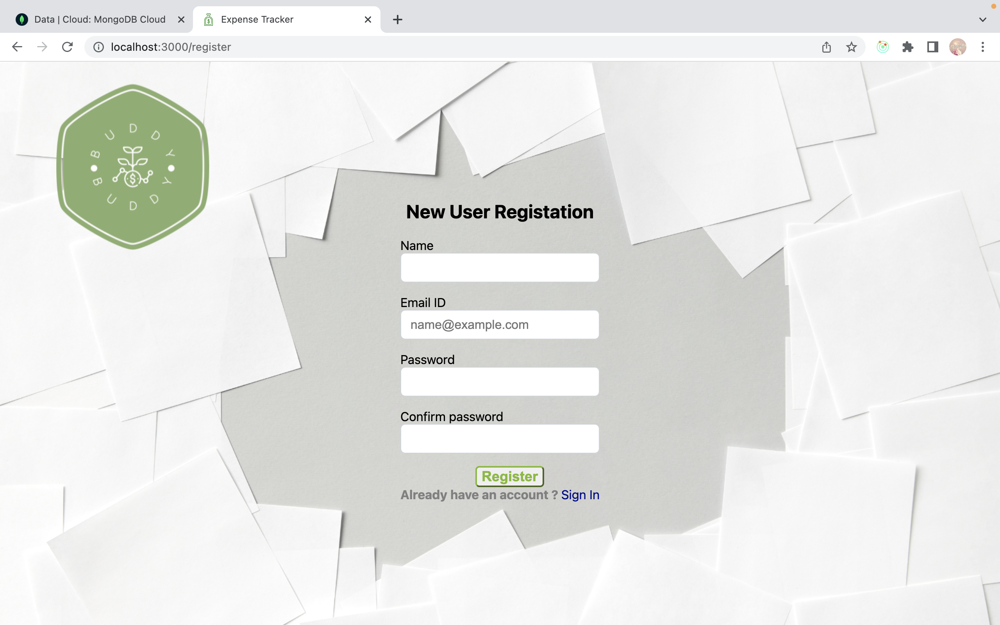 Data | Cloud: MongoDB Cloud
Expense Tracker
localhost:3000/register
BUDDY
BUDDY
$
New User Registation
Name
Email ID
name@example.com
Password
Confirm password
Register
Already have an account ? Sign In